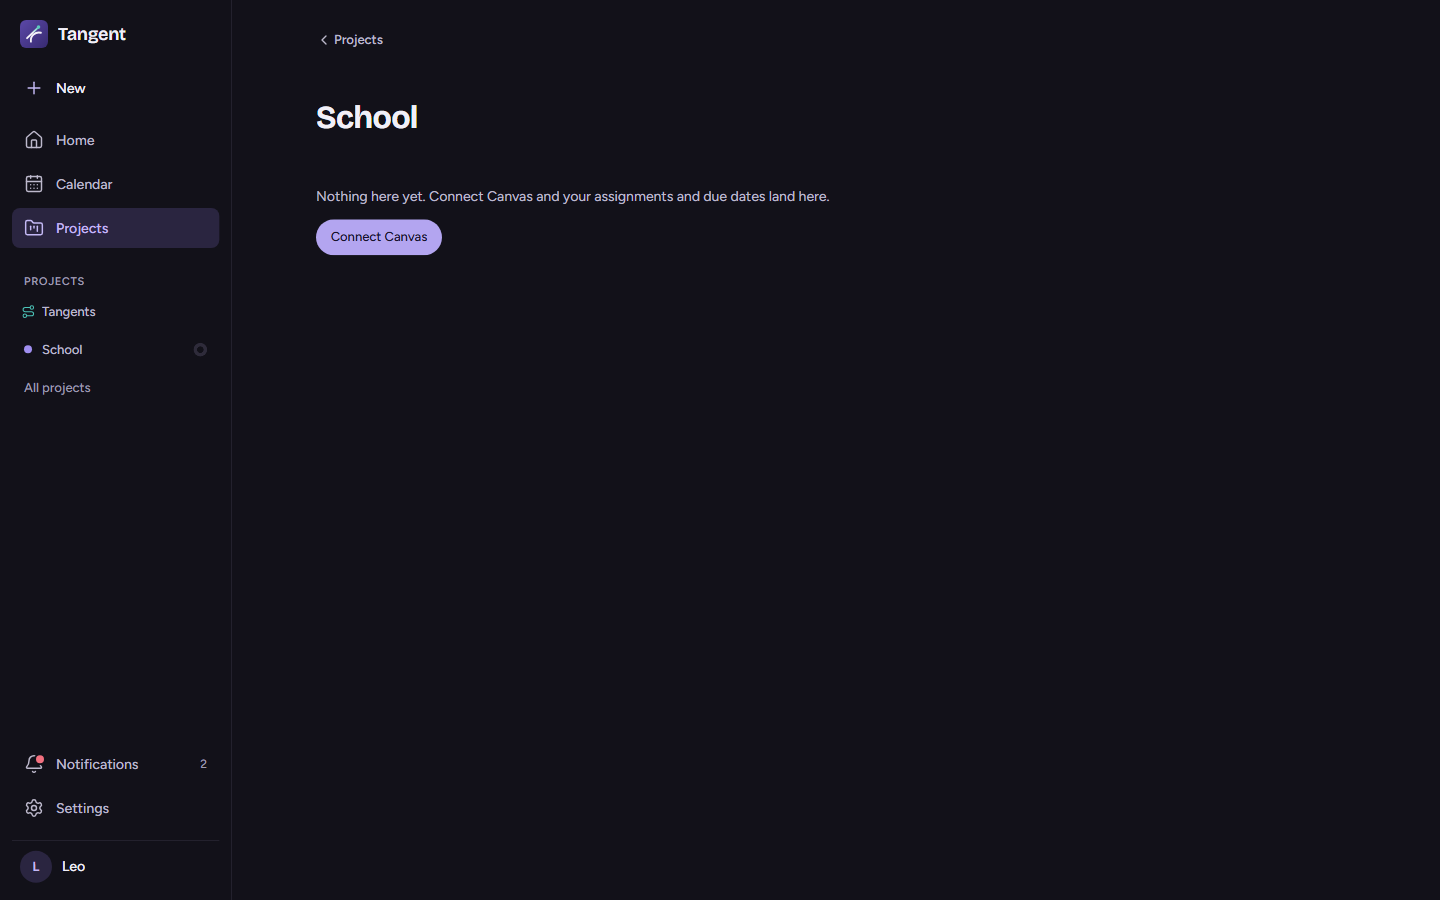 Tangent
New
Home
Calendar
Projects
PROJECTS
Tangents
School
All projects
Notifications 2
Settings
L Leo
Projects
School
Nothing here yet. Connect Canvas and your assignments and due dates land here.
Connect Canvas